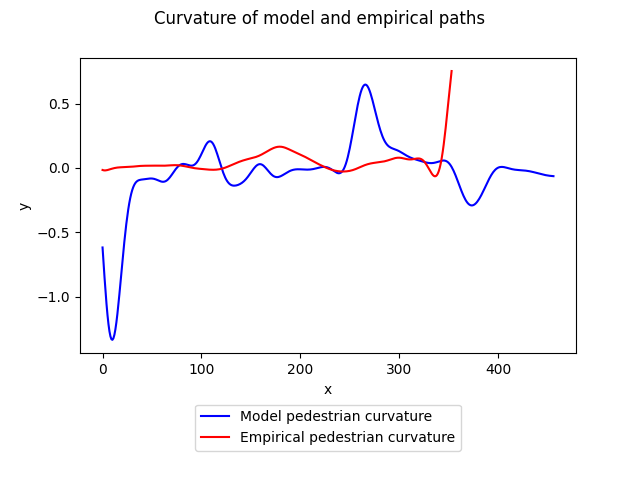 Curvature of model and empirical paths
0.5
0.0
−0.5
−1.0
y
0 100 200 300 400
x
Model pedestrian curvature
Empirical pedestrian curvature